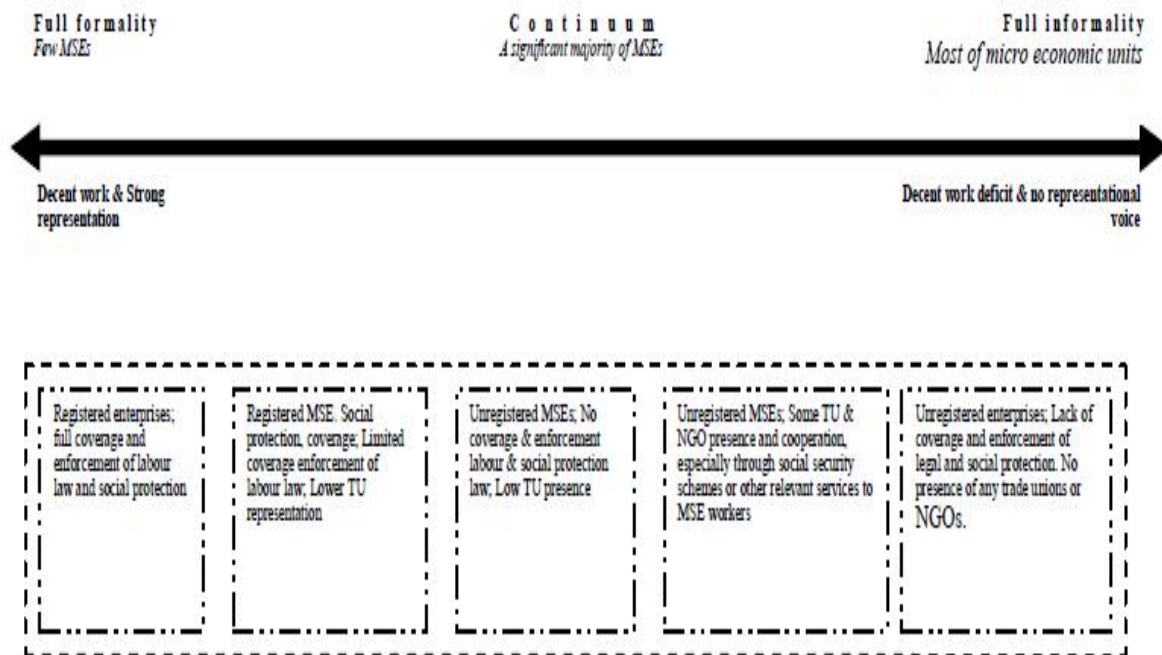 Full formality
Few MSEs
Continuum
A significant majority of MSEs
Full informality
Most of micro economic units
Decent work & Strong
representation
Decent work deficit & no representational
voice
Registered enterprises;
full coverage and
enforcement of labour
law and social protection
Registered MSE. Social
protection, coverage; Limited
coverage enforcement of
labour law; Lower TU
representation
Unregistered MSEs; No
coverage & enforcement
labour & social protection
law; Low TU presence
Unregistered MSEs; Some TU &
NGO presence and cooperation,
especially through social security
schemes or other relevant services to
MSE workers
Unregistered enterprises; Lack of
coverage and enforcement of
legal and social protection. No
presence of any trade unions or
NGOs.